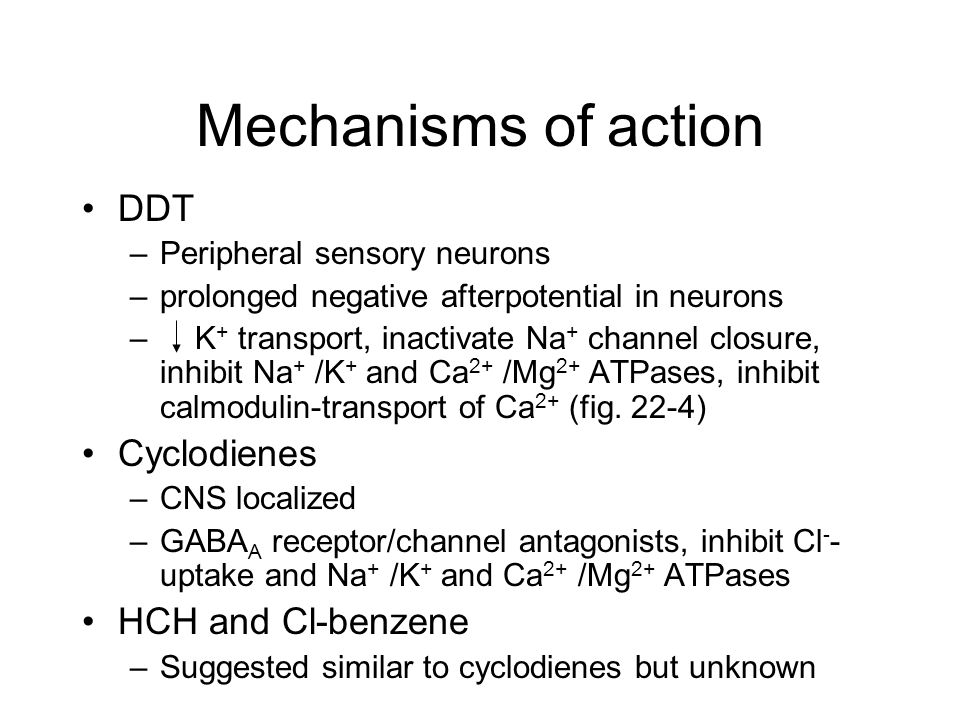 Mechanisms of action
• DDT
– Peripheral sensory neurons
– prolonged negative afterpotential in neurons
– ↓ K⁺ transport, inactivate Na⁺ channel closure,
inhibit Na⁺ /K⁺ and Ca²⁺ /Mg²⁺ ATPases, inhibit
calmodulin-transport of Ca²⁺ (fig. 22-4)
• Cyclodienes
– CNS localized
– GABA_A receptor/channel antagonists, inhibit Cl⁻-
uptake and Na⁺ /K⁺ and Ca²⁺ /Mg²⁺ ATPases
• HCH and Cl-benzene
– Suggested similar to cyclodienes but unknown